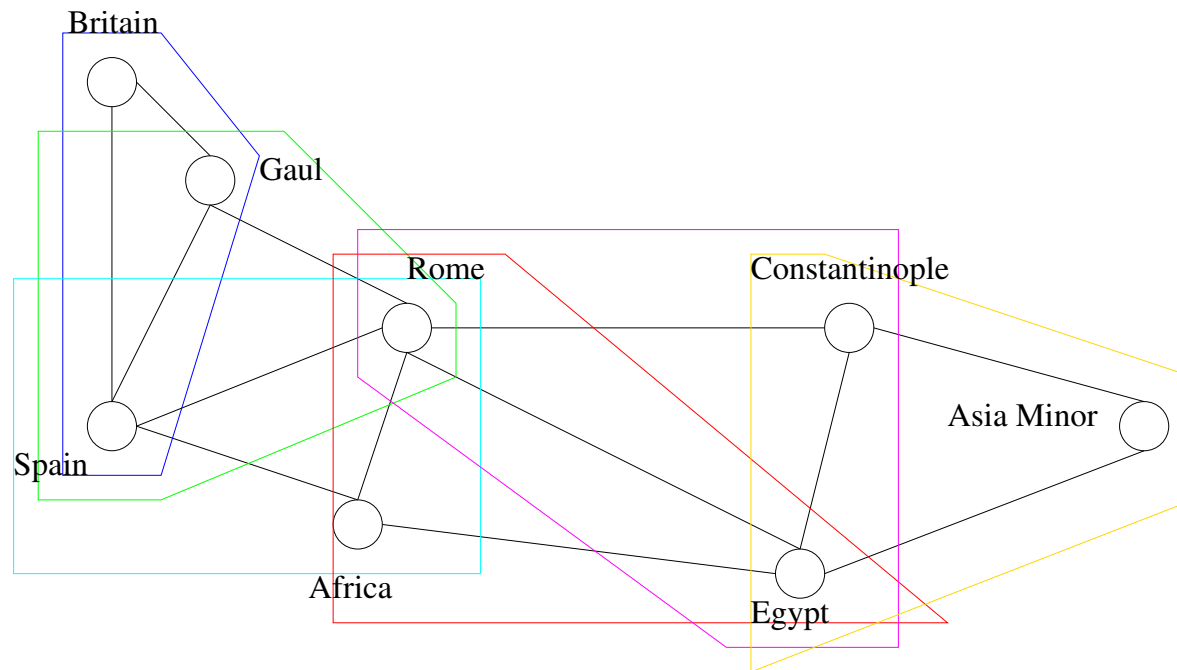 Britain
Gaul
Rome
Constantinople
Asia Minor
Spain
Africa
Egypt